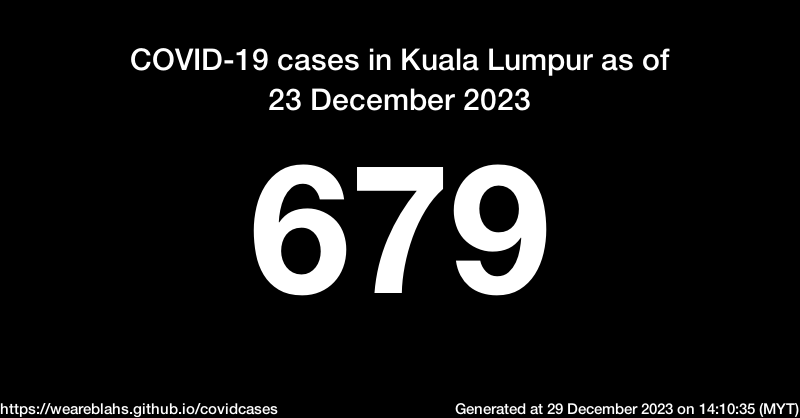 COVID-19 cases in Kuala Lumpur as of
23 December 2023
679
https://weareblahs.github.io/covidcases
Generated at 29 December 2023 on 14:10:35 (MYT)